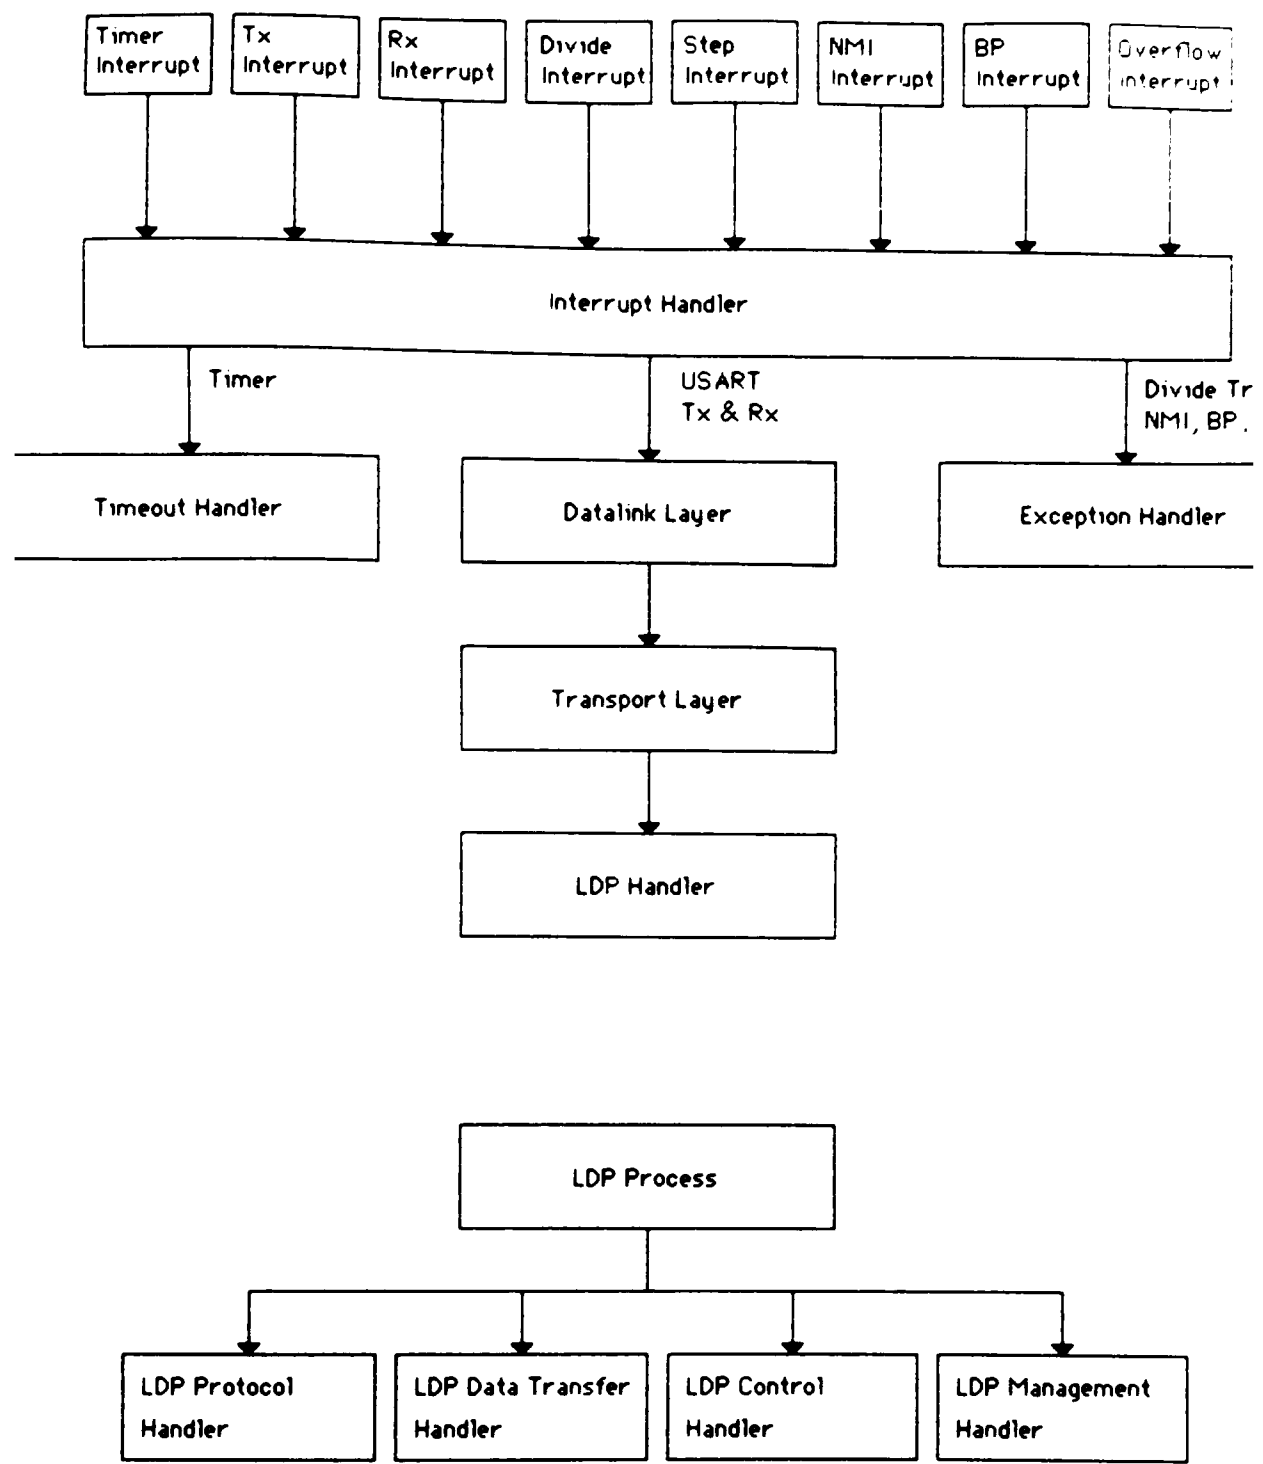 Timer
Interrupt
Tx
Interrupt
Rx
Interrupt
Divide
Interrupt
Step
Interrupt
NMI
Interrupt
BP
Interrupt
Overflow
Interrupt
Interrupt Handler
Timer
USART
Tx & Rx
Divide Tr
NMI, BP.
Timeout Handler
Datalink Layer
Exception Handler
Transport Layer
LDP Handler
LDP Process
LDP Protocol
Handler
LDP Data Transfer
Handler
LDP Control
Handler
LDP Management
Handler